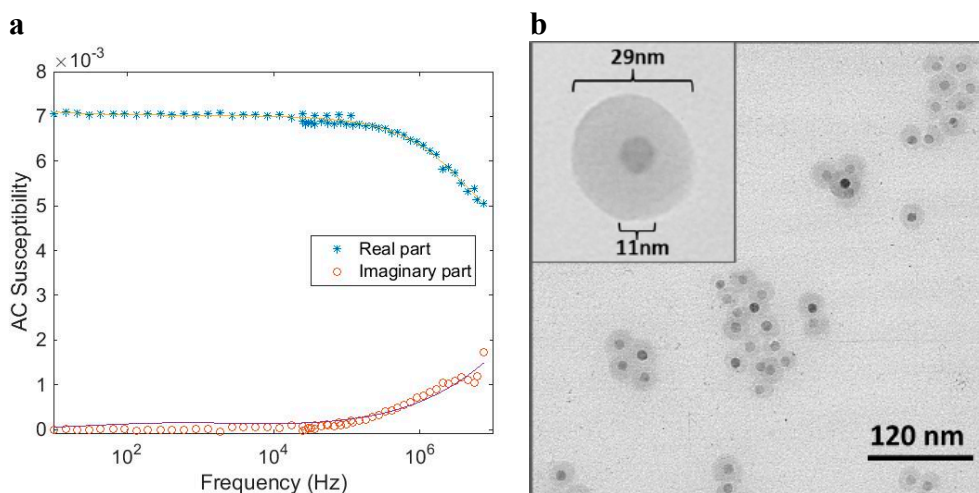 a
×10⁻³
8
7
6
5
4
3
2
1
0
AC Susceptibility
Real part
Imaginary part
10² 10⁴ 10⁶
Frequency (Hz)
b
29nm
11nm
120 nm